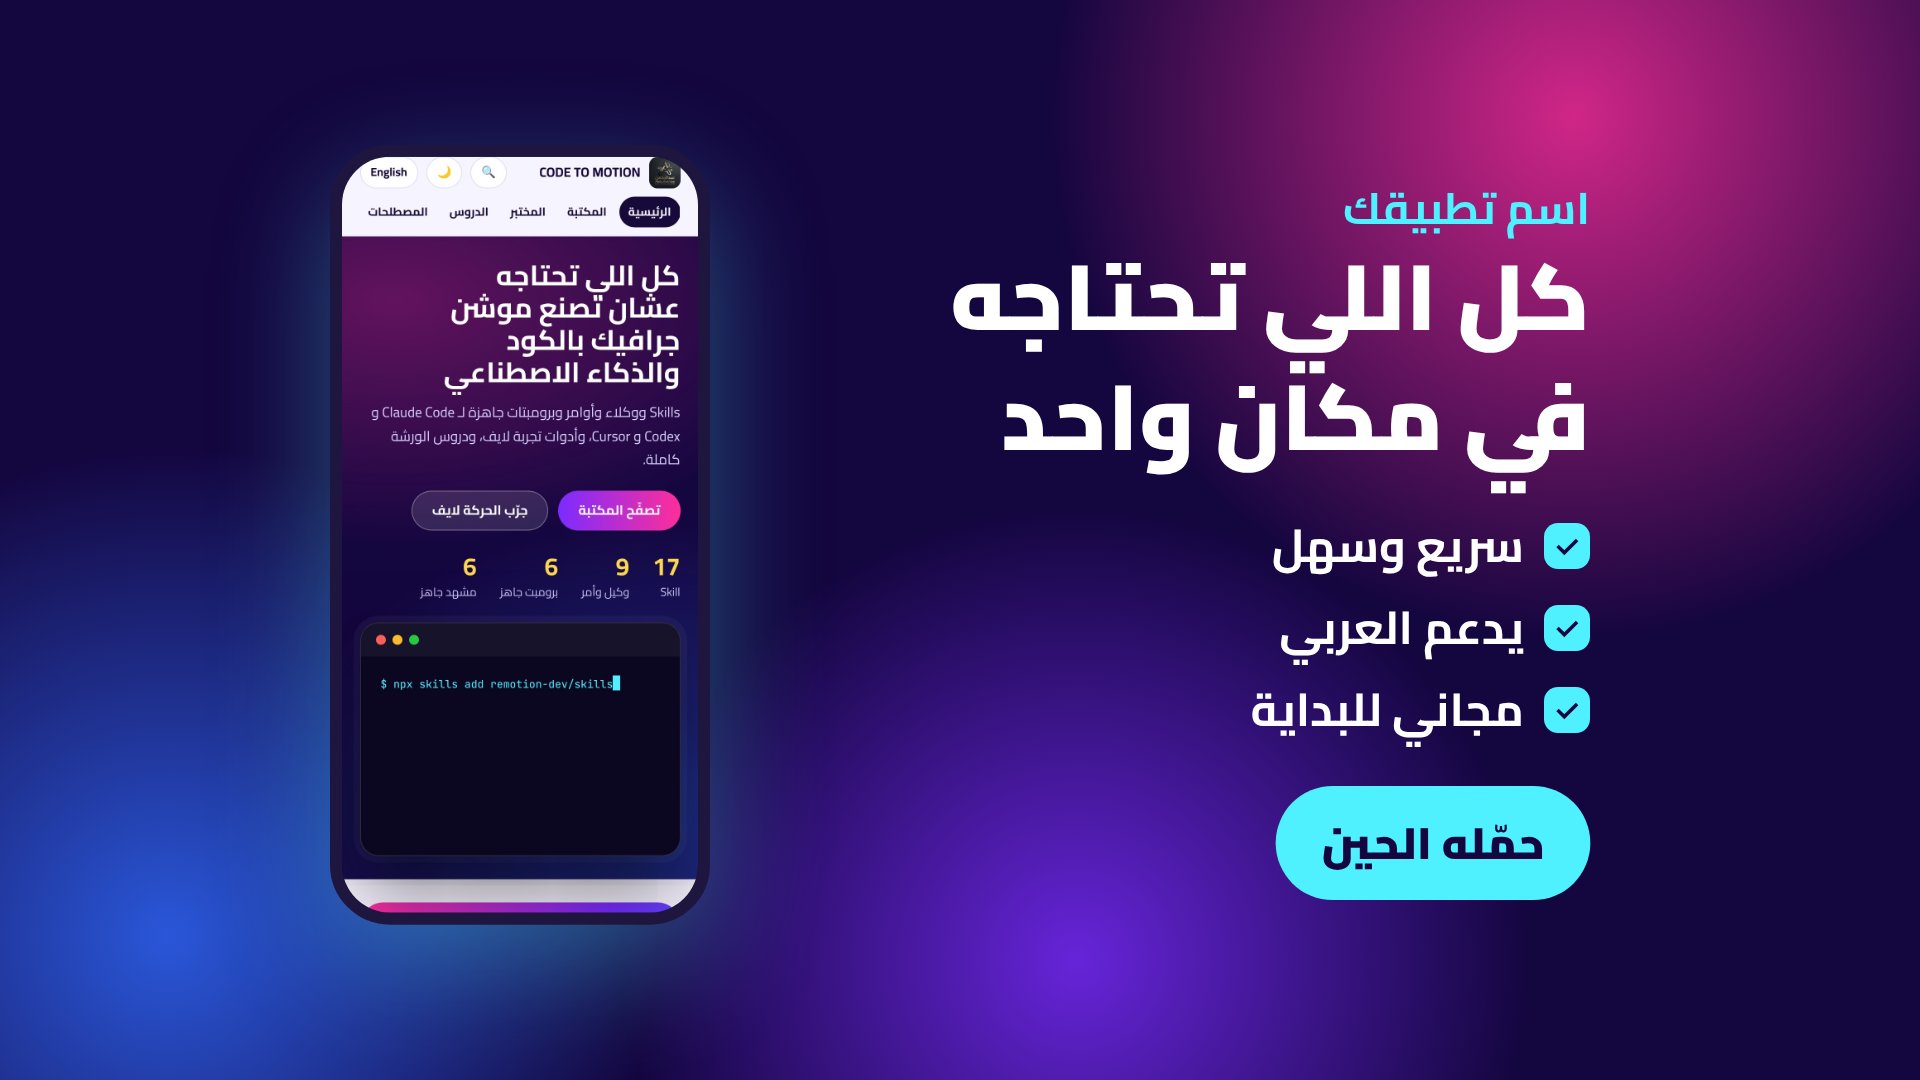 اسم تطبيقك
كل اللي تحتاجه
في مكان واحد
سريع وسهل
يدعم العربي
مجاني للبداية
حمّله الحين
CODE TO MOTION
English
الرئيسية المكتبة المختبر الدروس المصطلحات
كل اللي تحتاجه
عشان تصنع موشن
جرافيك بالكود
والذكاء الاصطناعي
Skills ووكلاء وأوامر وبرومبتات جاهزة لـ Claude Code و
Codex و Cursor، وأدوات تجربة لايف، ودروس الورشة
كاملة.
تصفّح المكتبة جرّب الحركة لايف
17 9 6 6
Skill وكيل وأمر برومبت جاهز مشهد جاهز
$ npx skills add remotion-dev/skills